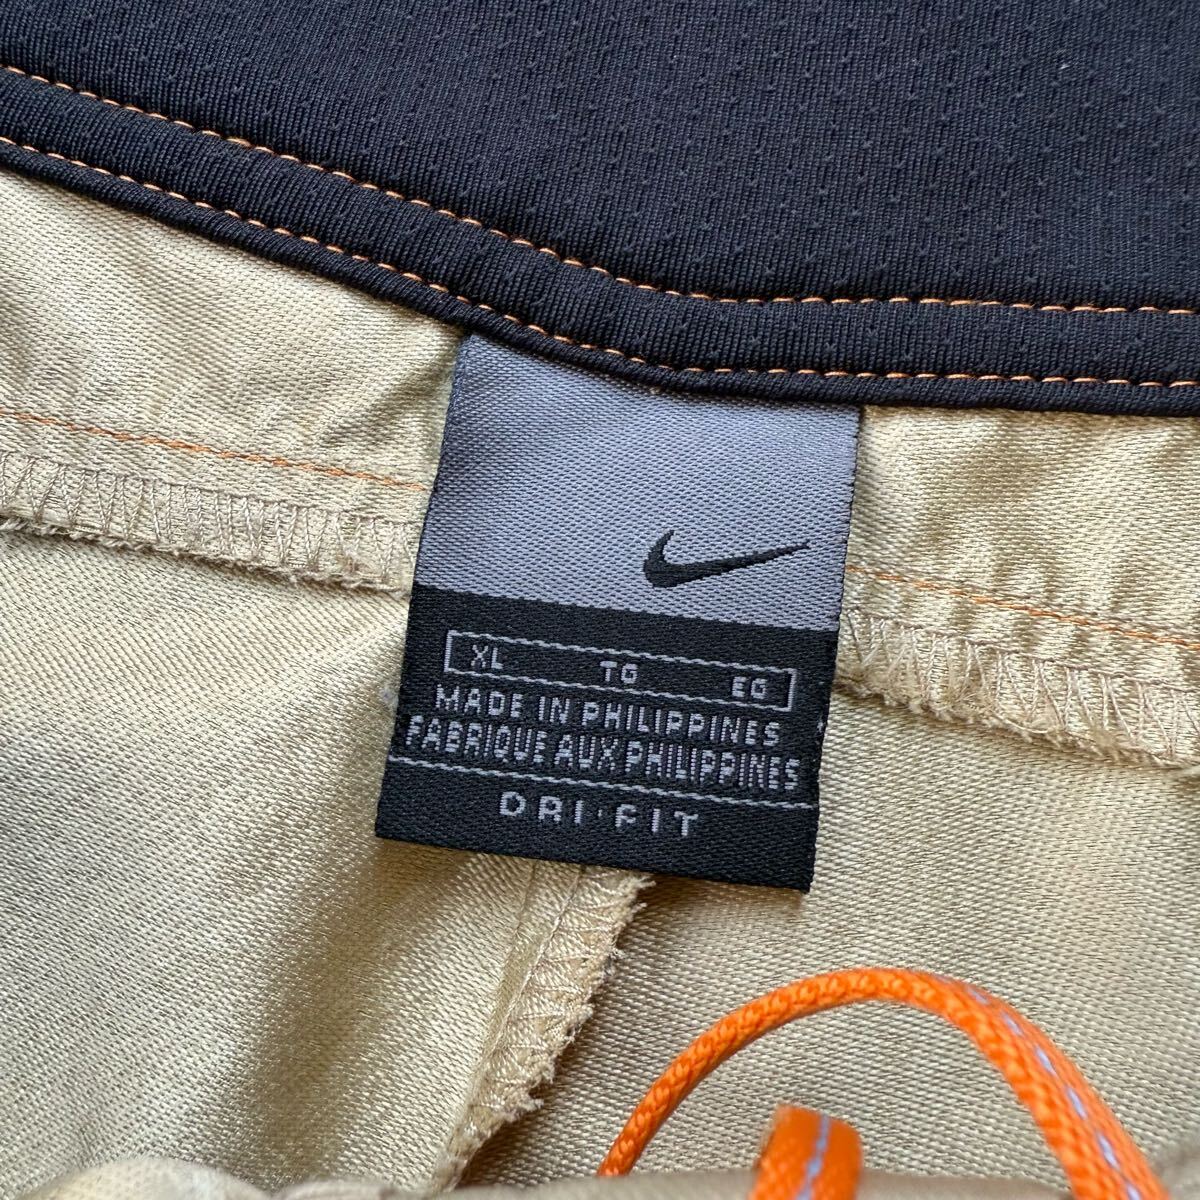 XL TG EG
MADE IN PHILIPPINES
FABRIQUE AUX PHILIPPINES
DRI·FIT